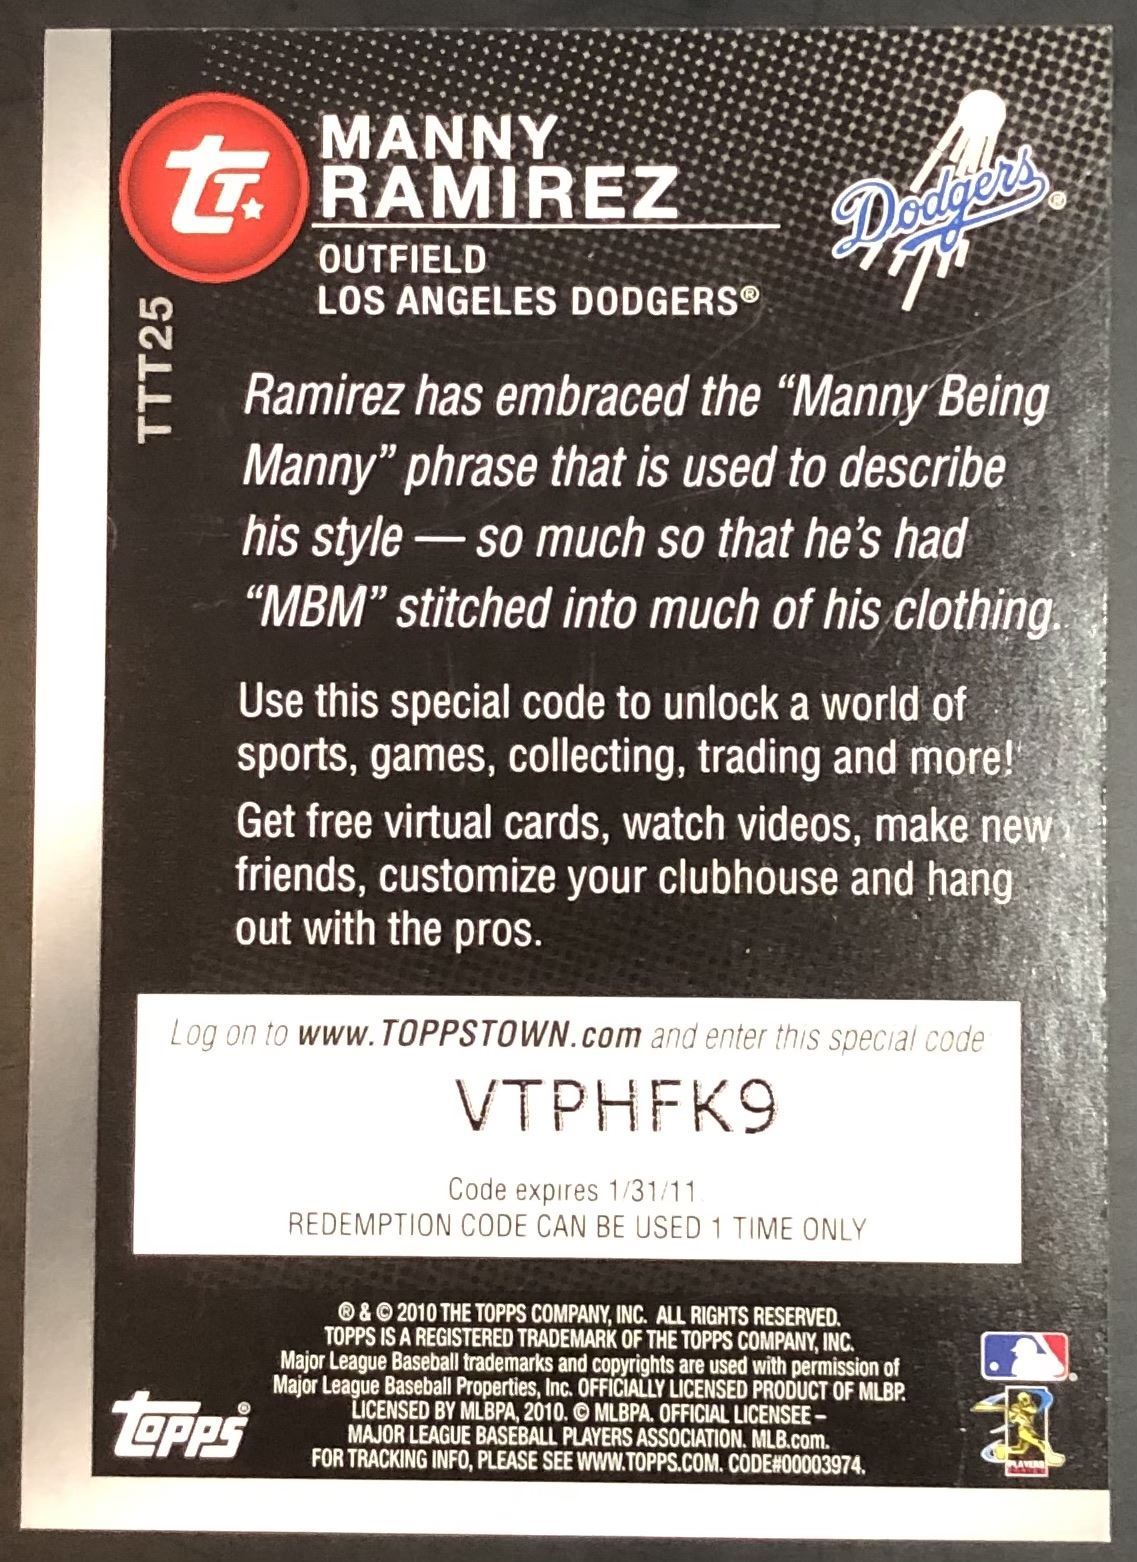 tt
MANNY
RAMIREZ
OUTFIELD
LOS ANGELES DODGERS®
Dodgers®
TTT25
Ramirez has embraced the “Manny Being
Manny” phrase that is used to describe
his style — so much so that he’s had
“MBM” stitched into much of his clothing.
Use this special code to unlock a world of
sports, games, collecting, trading and more!
Get free virtual cards, watch videos, make new
friends, customize your clubhouse and hang
out with the pros.
Log on to www.TOPPSTOWN.com and enter this special code
VTPHFK9
Code expires 1/31/11.
REDEMPTION CODE CAN BE USED 1 TIME ONLY
® & © 2010 THE TOPPS COMPANY, INC. ALL RIGHTS RESERVED.
TOPPS IS A REGISTERED TRADEMARK OF THE TOPPS COMPANY, INC.
Major League Baseball trademarks and copyrights are used with permission of
Major League Baseball Properties, Inc. OFFICIALLY LICENSED PRODUCT OF MLBP.
LICENSED BY MLBPA, 2010. © MLBPA. OFFICIAL LICENSEE –
MAJOR LEAGUE BASEBALL PLAYERS ASSOCIATION. MLB.com.
FOR TRACKING INFO, PLEASE SEE WWW.TOPPS.COM. CODE#00003974.
Topps®
PLAYERS